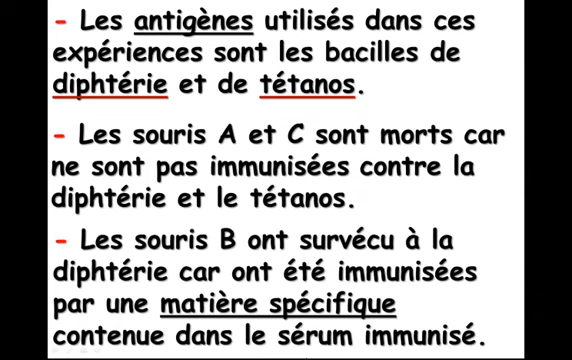 - Les antigènes utilisés dans ces
expériences sont les bacilles de
diphtérie et de tétanos.
- Les souris A et C sont morts car
ne sont pas immunisées contre la
diphtérie et le tétanos.
- Les souris B ont survécu à la
diphtérie car ont été immunisées
par une matière spécifique
contenue dans le sérum immunisé.